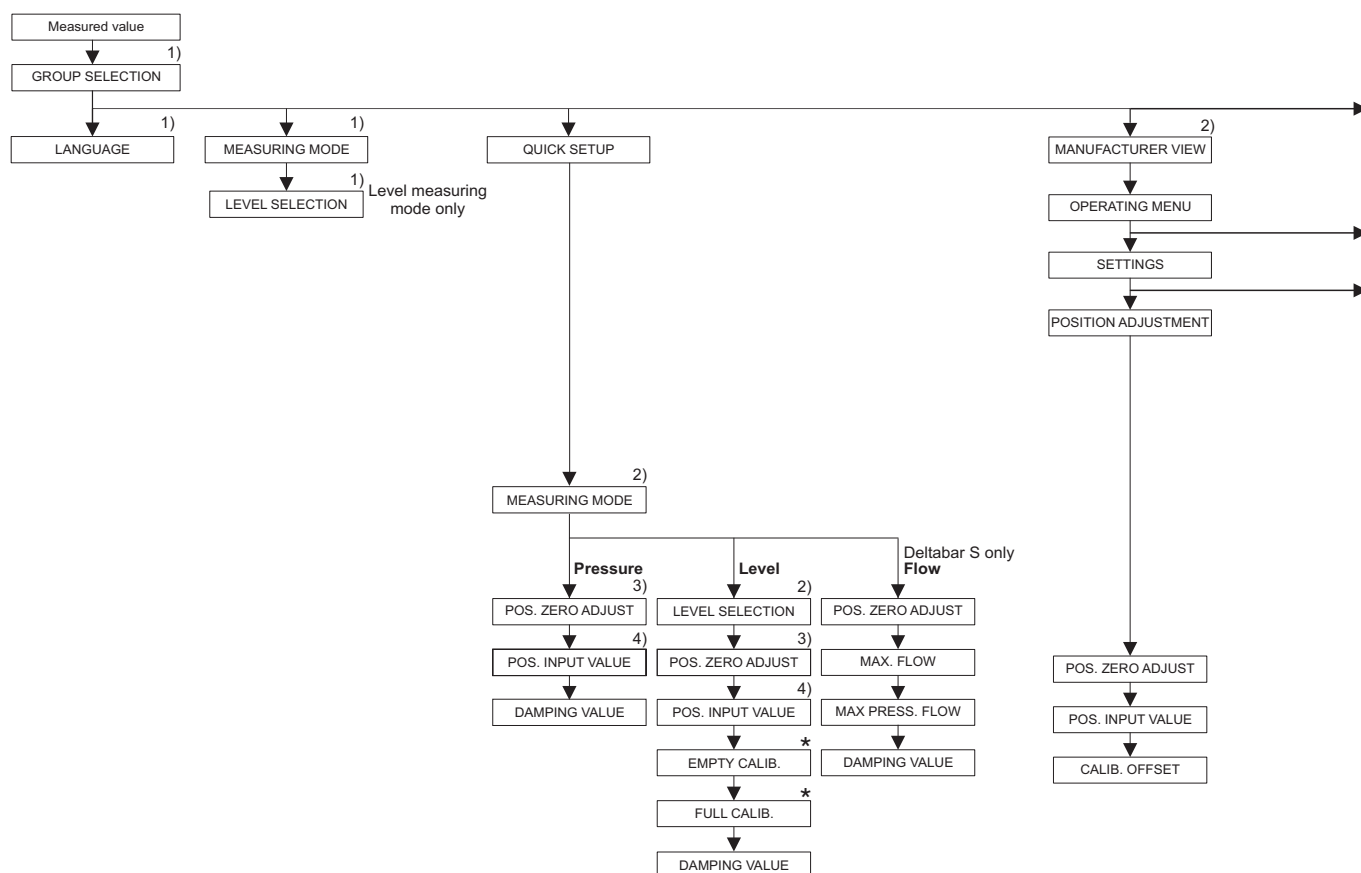 Measured value
1)
GROUP SELECTION
1)
LANGUAGE
1)
MEASURING MODE
1)
LEVEL SELECTION
Level measuring
mode only
QUICK SETUP
2)
MANUFACTURER VIEW
OPERATING MENU
SETTINGS
POSITION ADJUSTMENT
2)
MEASURING MODE
Pressure
3)
POS. ZERO ADJUST
4)
POS. INPUT VALUE
DAMPING VALUE
Level
2)
LEVEL SELECTION
3)
POS. ZERO ADJUST
4)
POS. INPUT VALUE
*
EMPTY CALIB.
*
FULL CALIB.
DAMPING VALUE
Deltabar S only
Flow
POS. ZERO ADJUST
MAX. FLOW
MAX PRESS. FLOW
DAMPING VALUE
POS. ZERO ADJUST
POS. INPUT VALUE
CALIB. OFFSET